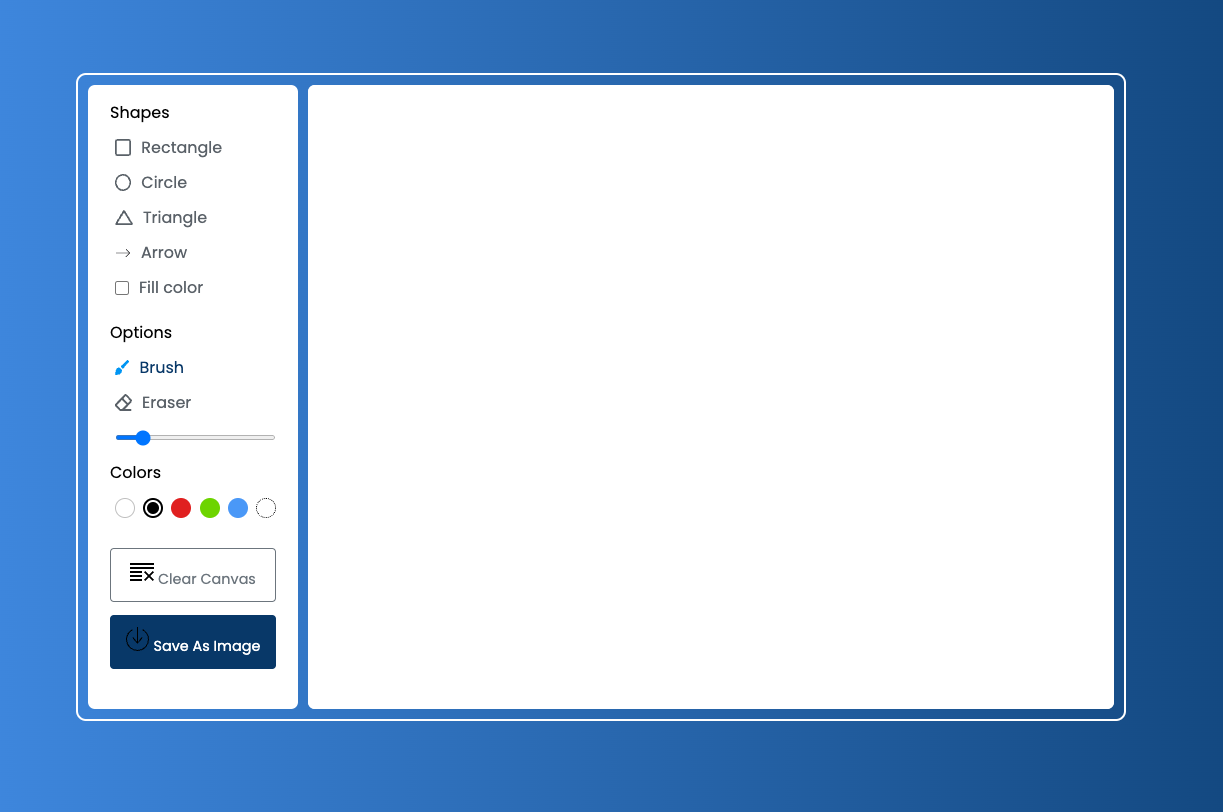 Shapes
Rectangle
Circle
Triangle
Arrow
Fill color
Options
Brush
Eraser
Colors
Clear Canvas
Save As Image